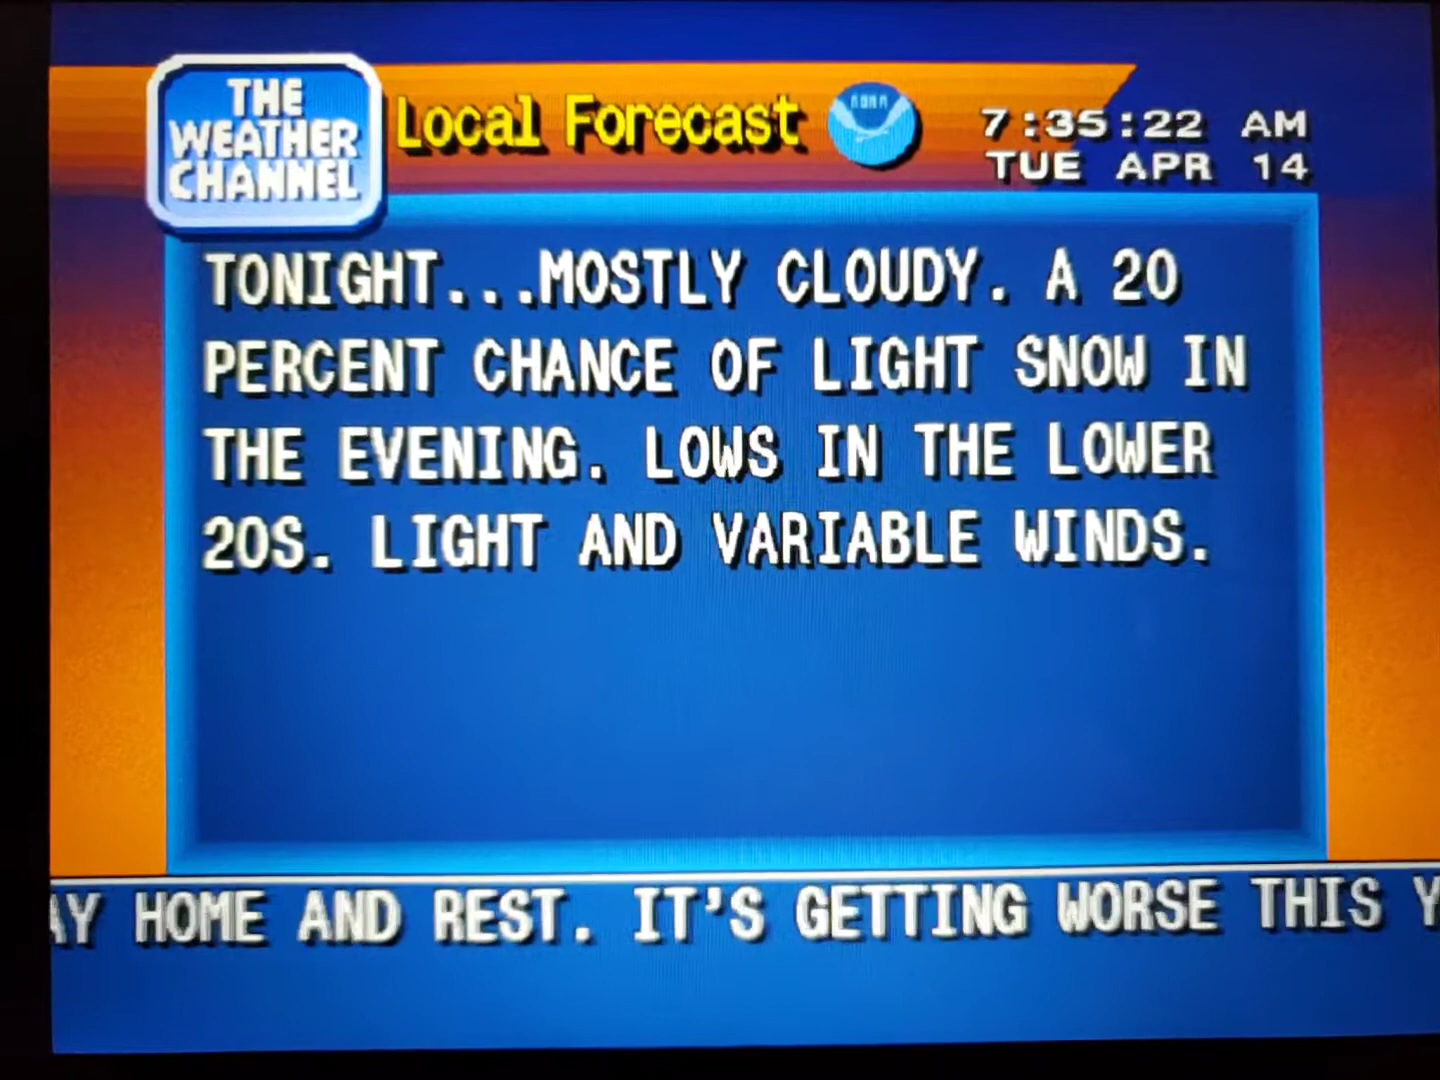 THE
WEATHER
CHANNEL
Local Forecast
NOAA
7:35:22 AM
TUE APR 14
TONIGHT...MOSTLY CLOUDY. A 20
PERCENT CHANCE OF LIGHT SNOW IN
THE EVENING. LOWS IN THE LOWER
20S. LIGHT AND VARIABLE WINDS.
AY HOME AND REST. IT'S GETTING WORSE THIS Y